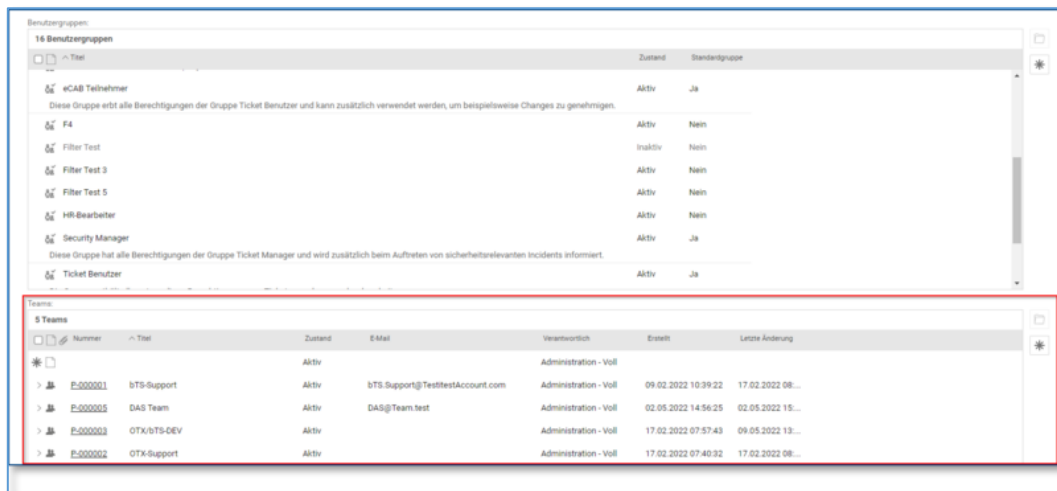 Benutzergruppen:
16 Benutzergruppen
Titel Zustand Standardgruppe
eCAB Teilnehmer Aktiv Ja
Diese Gruppe erbt alle Berechtigungen der Gruppe Ticket Benutzer und kann zusätzlich verwendet werden, um beispielsweise Changes zu genehmigen.
F4 Aktiv Nein
Filter Test Inaktiv Nein
Filter Test 3 Aktiv Nein
Filter Test 5 Aktiv Nein
HR-Bearbeiter Aktiv Nein
Security Manager Aktiv Ja
Diese Gruppe hat alle Berechtigungen der Gruppe Ticket Manager und wird zusätzlich beim Auftreten von sicherheitsrelevanten Incidents informiert.
Ticket Benutzer Aktiv Ja
Teams:
5 Teams
Nummer Titel Zustand E-Mail Verantwortlich Erstellt Letzte Änderung
Aktiv Administration - Voll
P-000001 bTS-Support Aktiv bTS.Support@TestitestAccount.com Administration - Voll 09.02.2022 10:39:22 17.02.2022 08:...
P-000005 DAS Team Aktiv DAS@Team.test Administration - Voll 02.05.2022 14:56:25 02.05.2022 15:...
P-000003 OTX/bTS-DEV Aktiv Administration - Voll 17.02.2022 07:57:43 09.05.2022 13:...
P-000002 OTX-Support Aktiv Administration - Voll 17.02.2022 07:40:32 17.02.2022 08:...